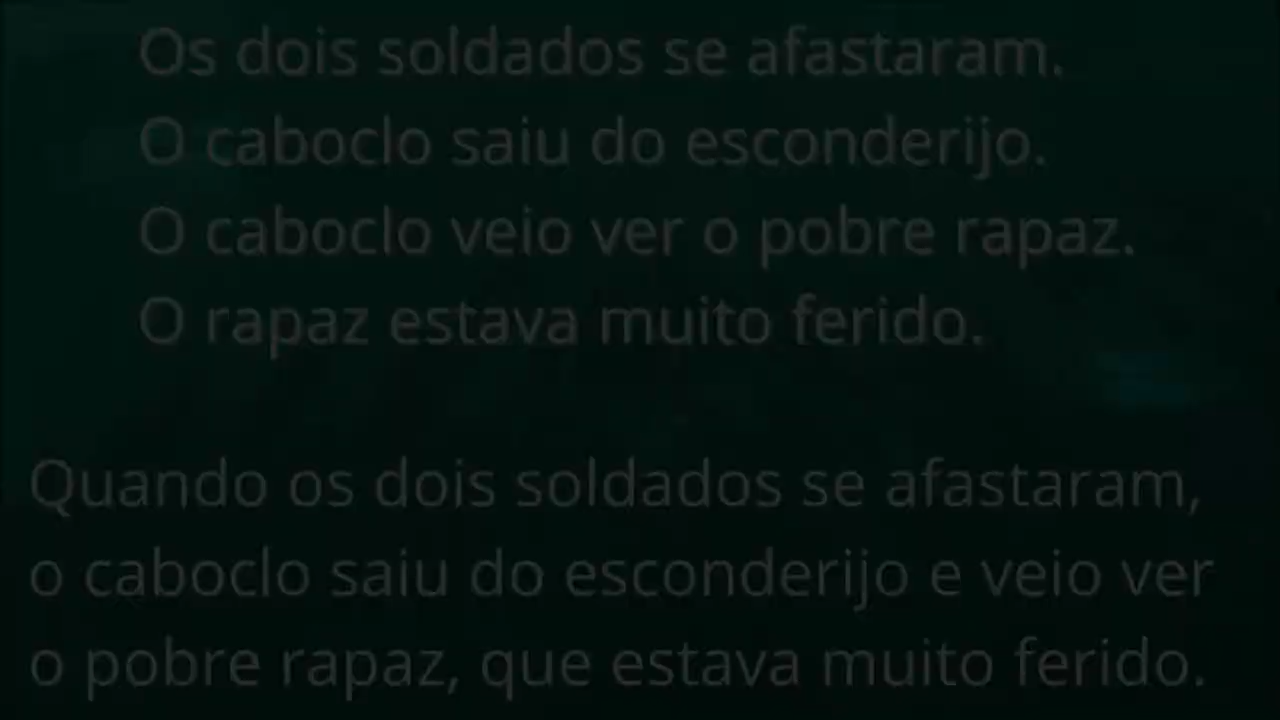 Os dois soldados se afastaram.
O caboclo saiu do esconderijo.
O caboclo veio ver o pobre rapaz.
O rapaz estava muito ferido.
Quando os dois soldados se afastaram,
o caboclo saiu do esconderijo e veio ver
o pobre rapaz, que estava muito ferido.